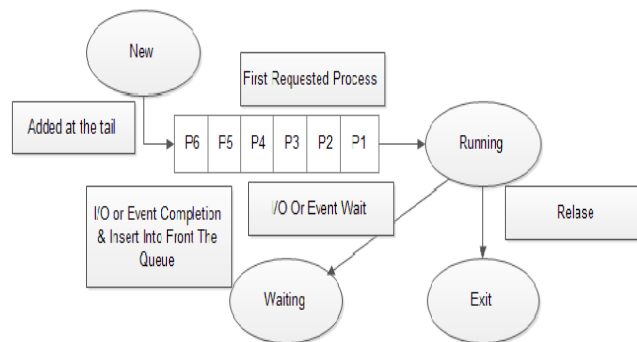 New
First Requested Process
Added at the tail
P6 F5 P4 P3 P2 P1
Running
I/O or Event Completion
& Insert Into Front The
Queue
I/O Or Event Wait
Relase
Waiting
Exit